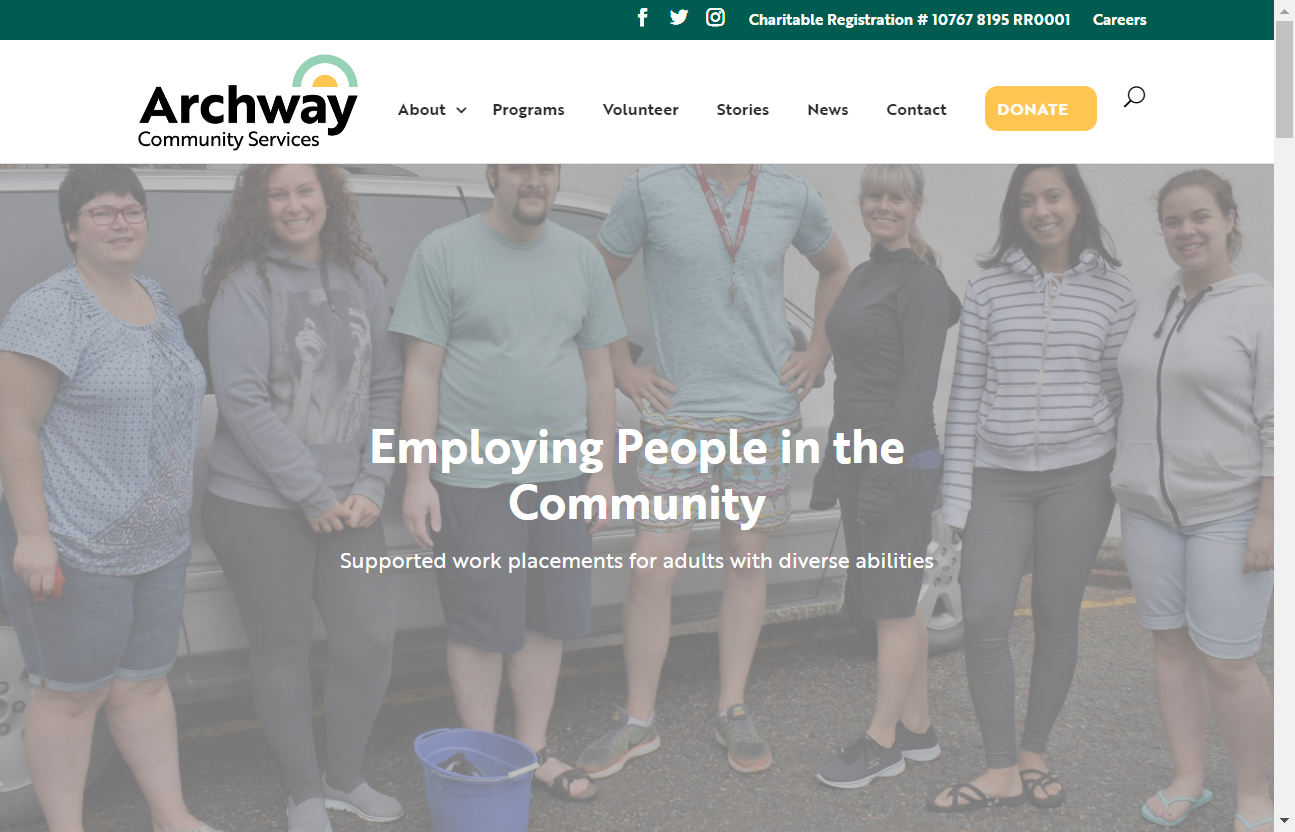 Charitable Registration # 10767 8195 RR0001 Careers
Archway
Community Services
About Programs Volunteer Stories News Contact DONATE
Employing People in the
Community
Supported work placements for adults with diverse abilities